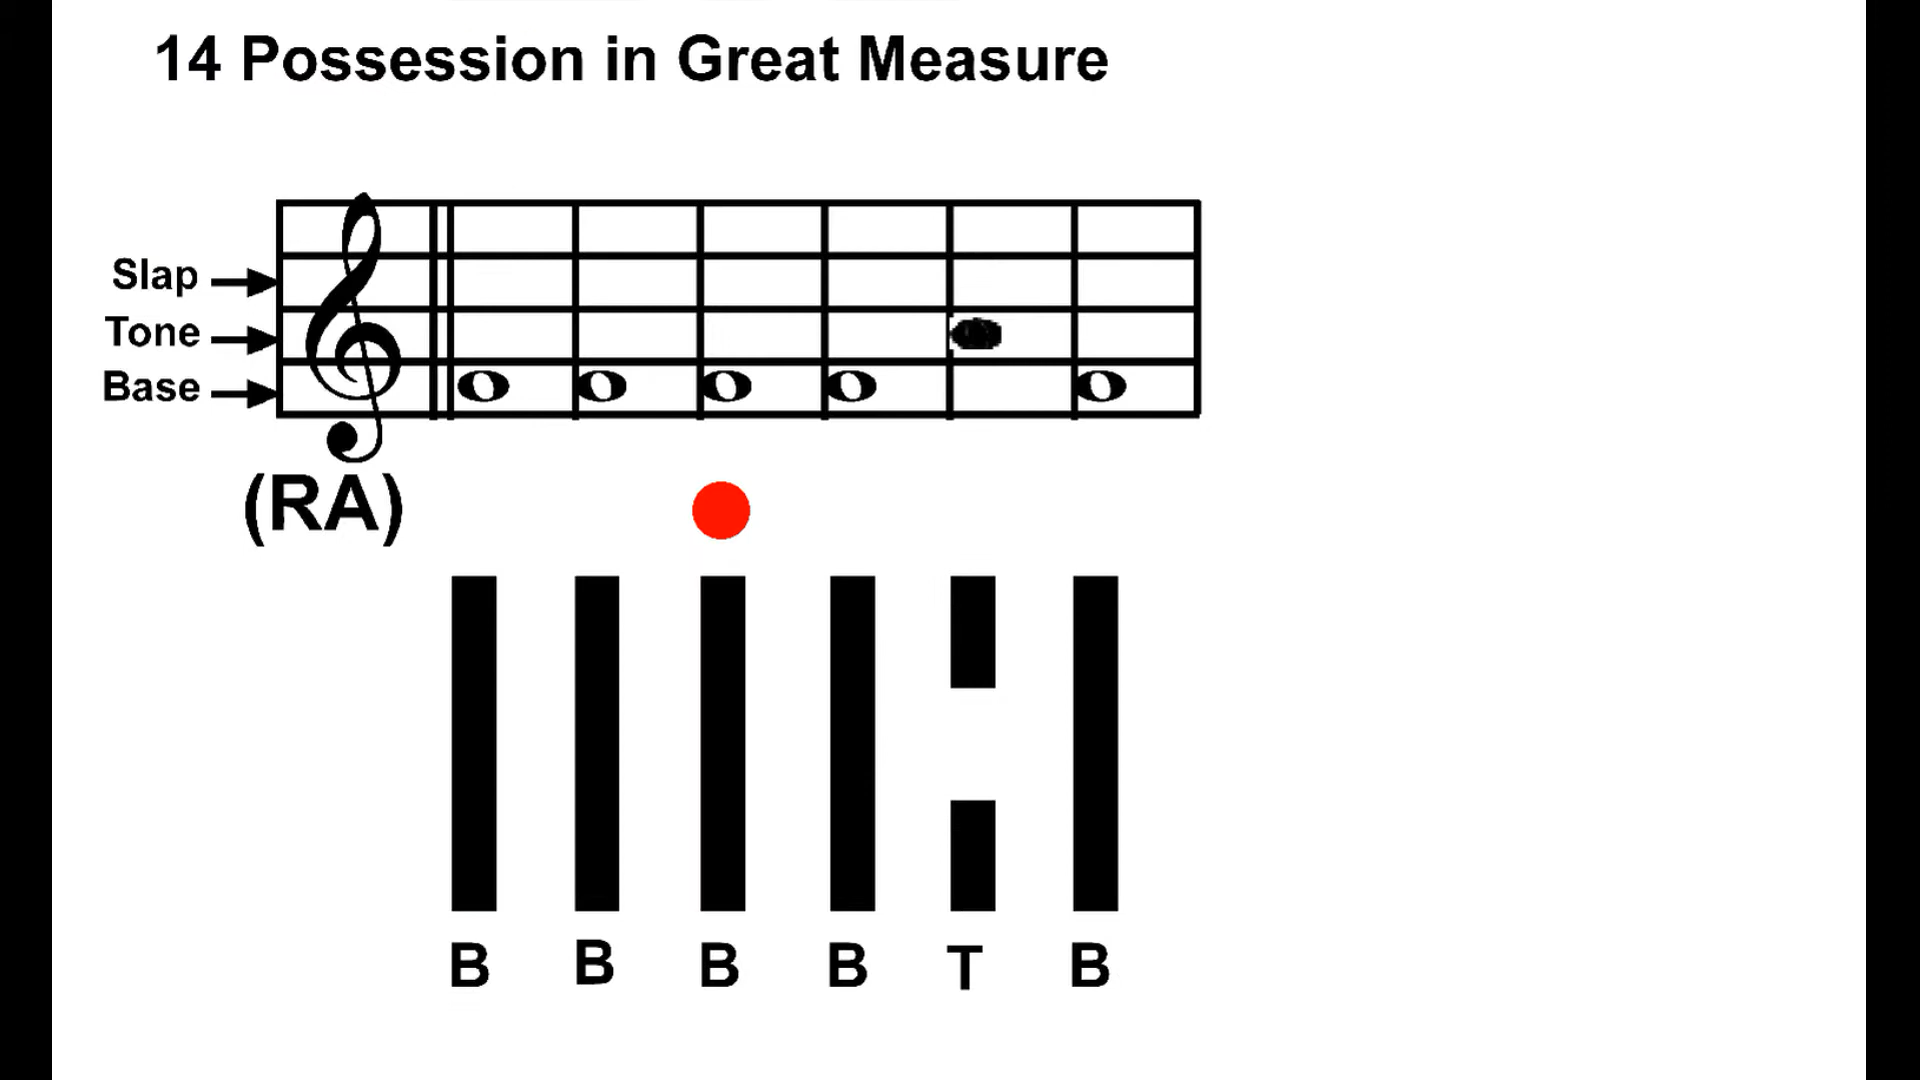 14 Possession in Great Measure
Slap
Tone
Base
(RA)
B B B B T B